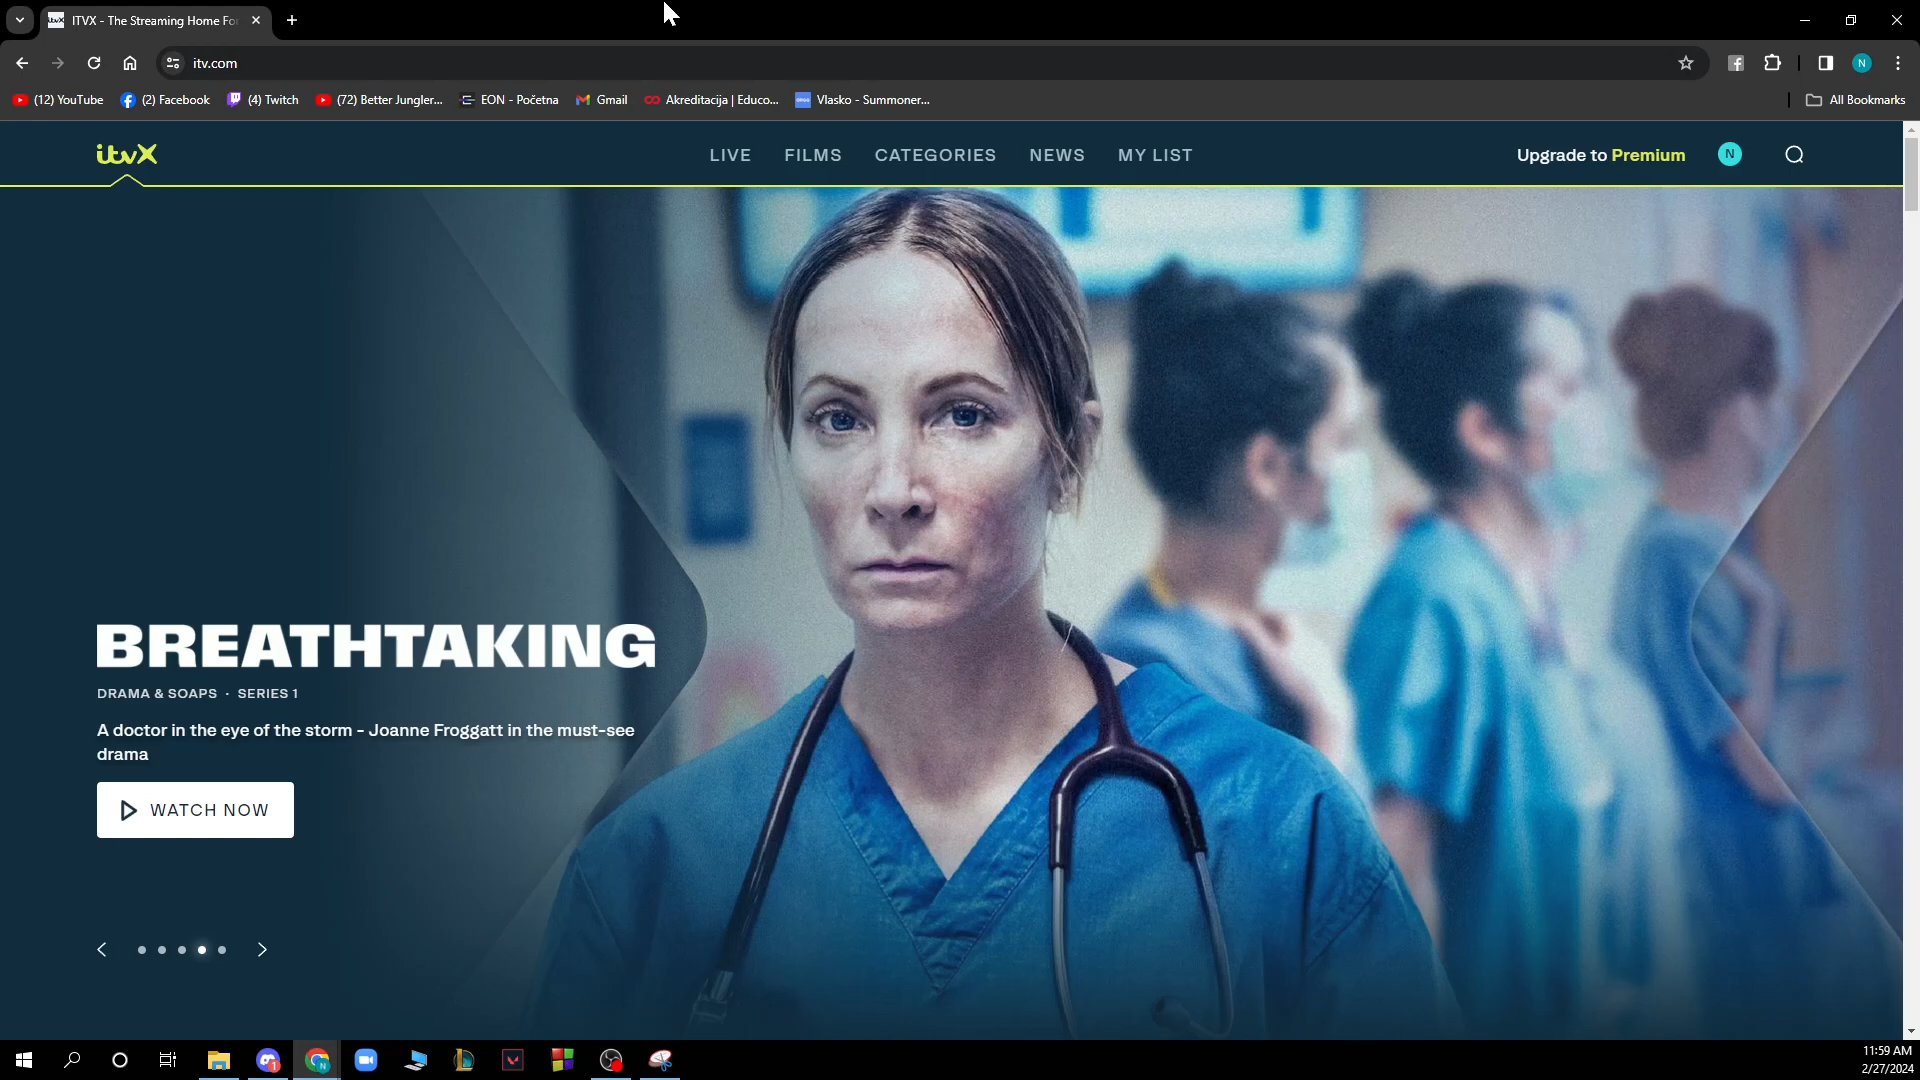 ITVX - The Streaming Home Fo
itv.com
N
(12) YouTube
(2) Facebook
(4) Twitch
(72) Better Jungler...
EON - Početna
Gmail
Akreditacija | Educo...
Vlasko - Summoner...
All Bookmarks
itvX
LIVE
FILMS
CATEGORIES
NEWS
MY LIST
Upgrade to Premium
N
BREATHTAKING
DRAMA & SOAPS · SERIES 1
A doctor in the eye of the storm - Joanne Froggatt in the must-see
drama
WATCH NOW
1
N
11:59 AM
2/27/2024